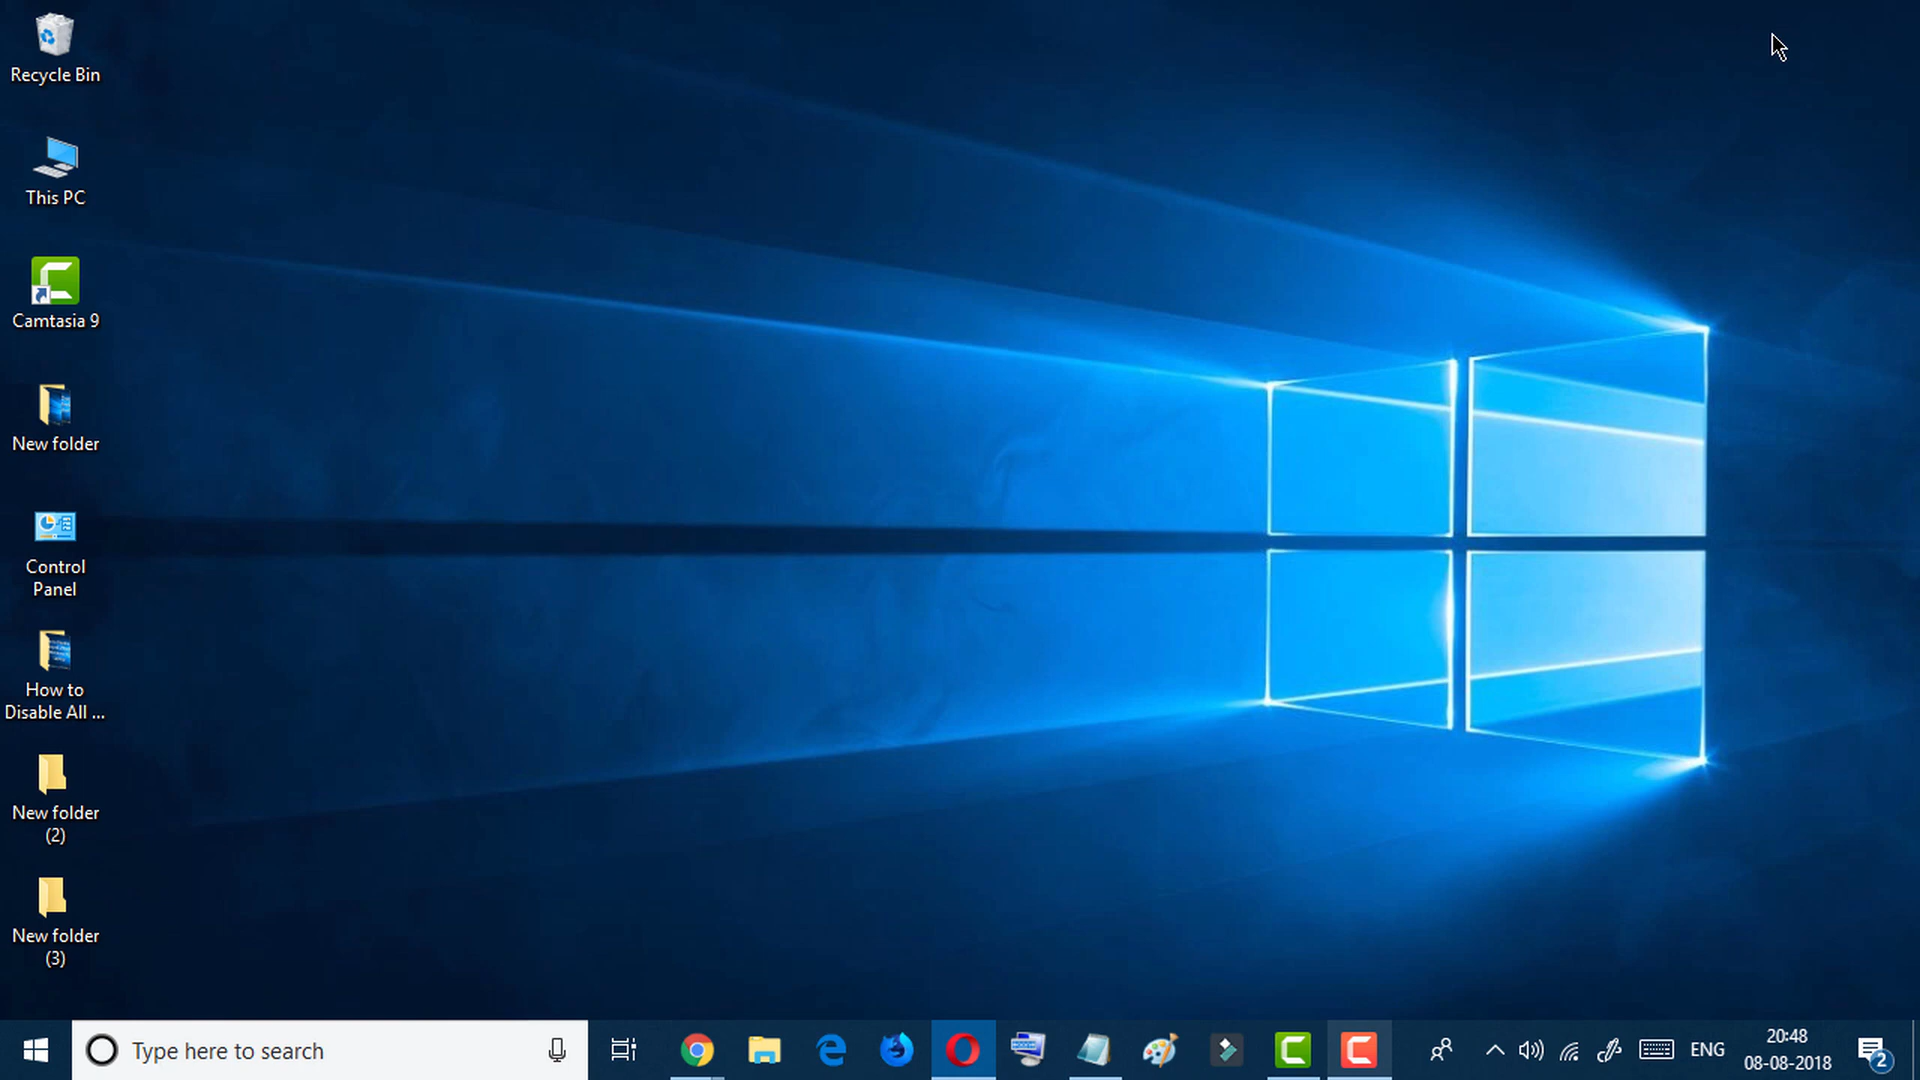 Recycle Bin
This PC
Camtasia 9
New folder
Control
Panel
How to
Disable All ...
New folder
(2)
New folder
(3)
Type here to search
ENG
20:48
08-08-2018
2